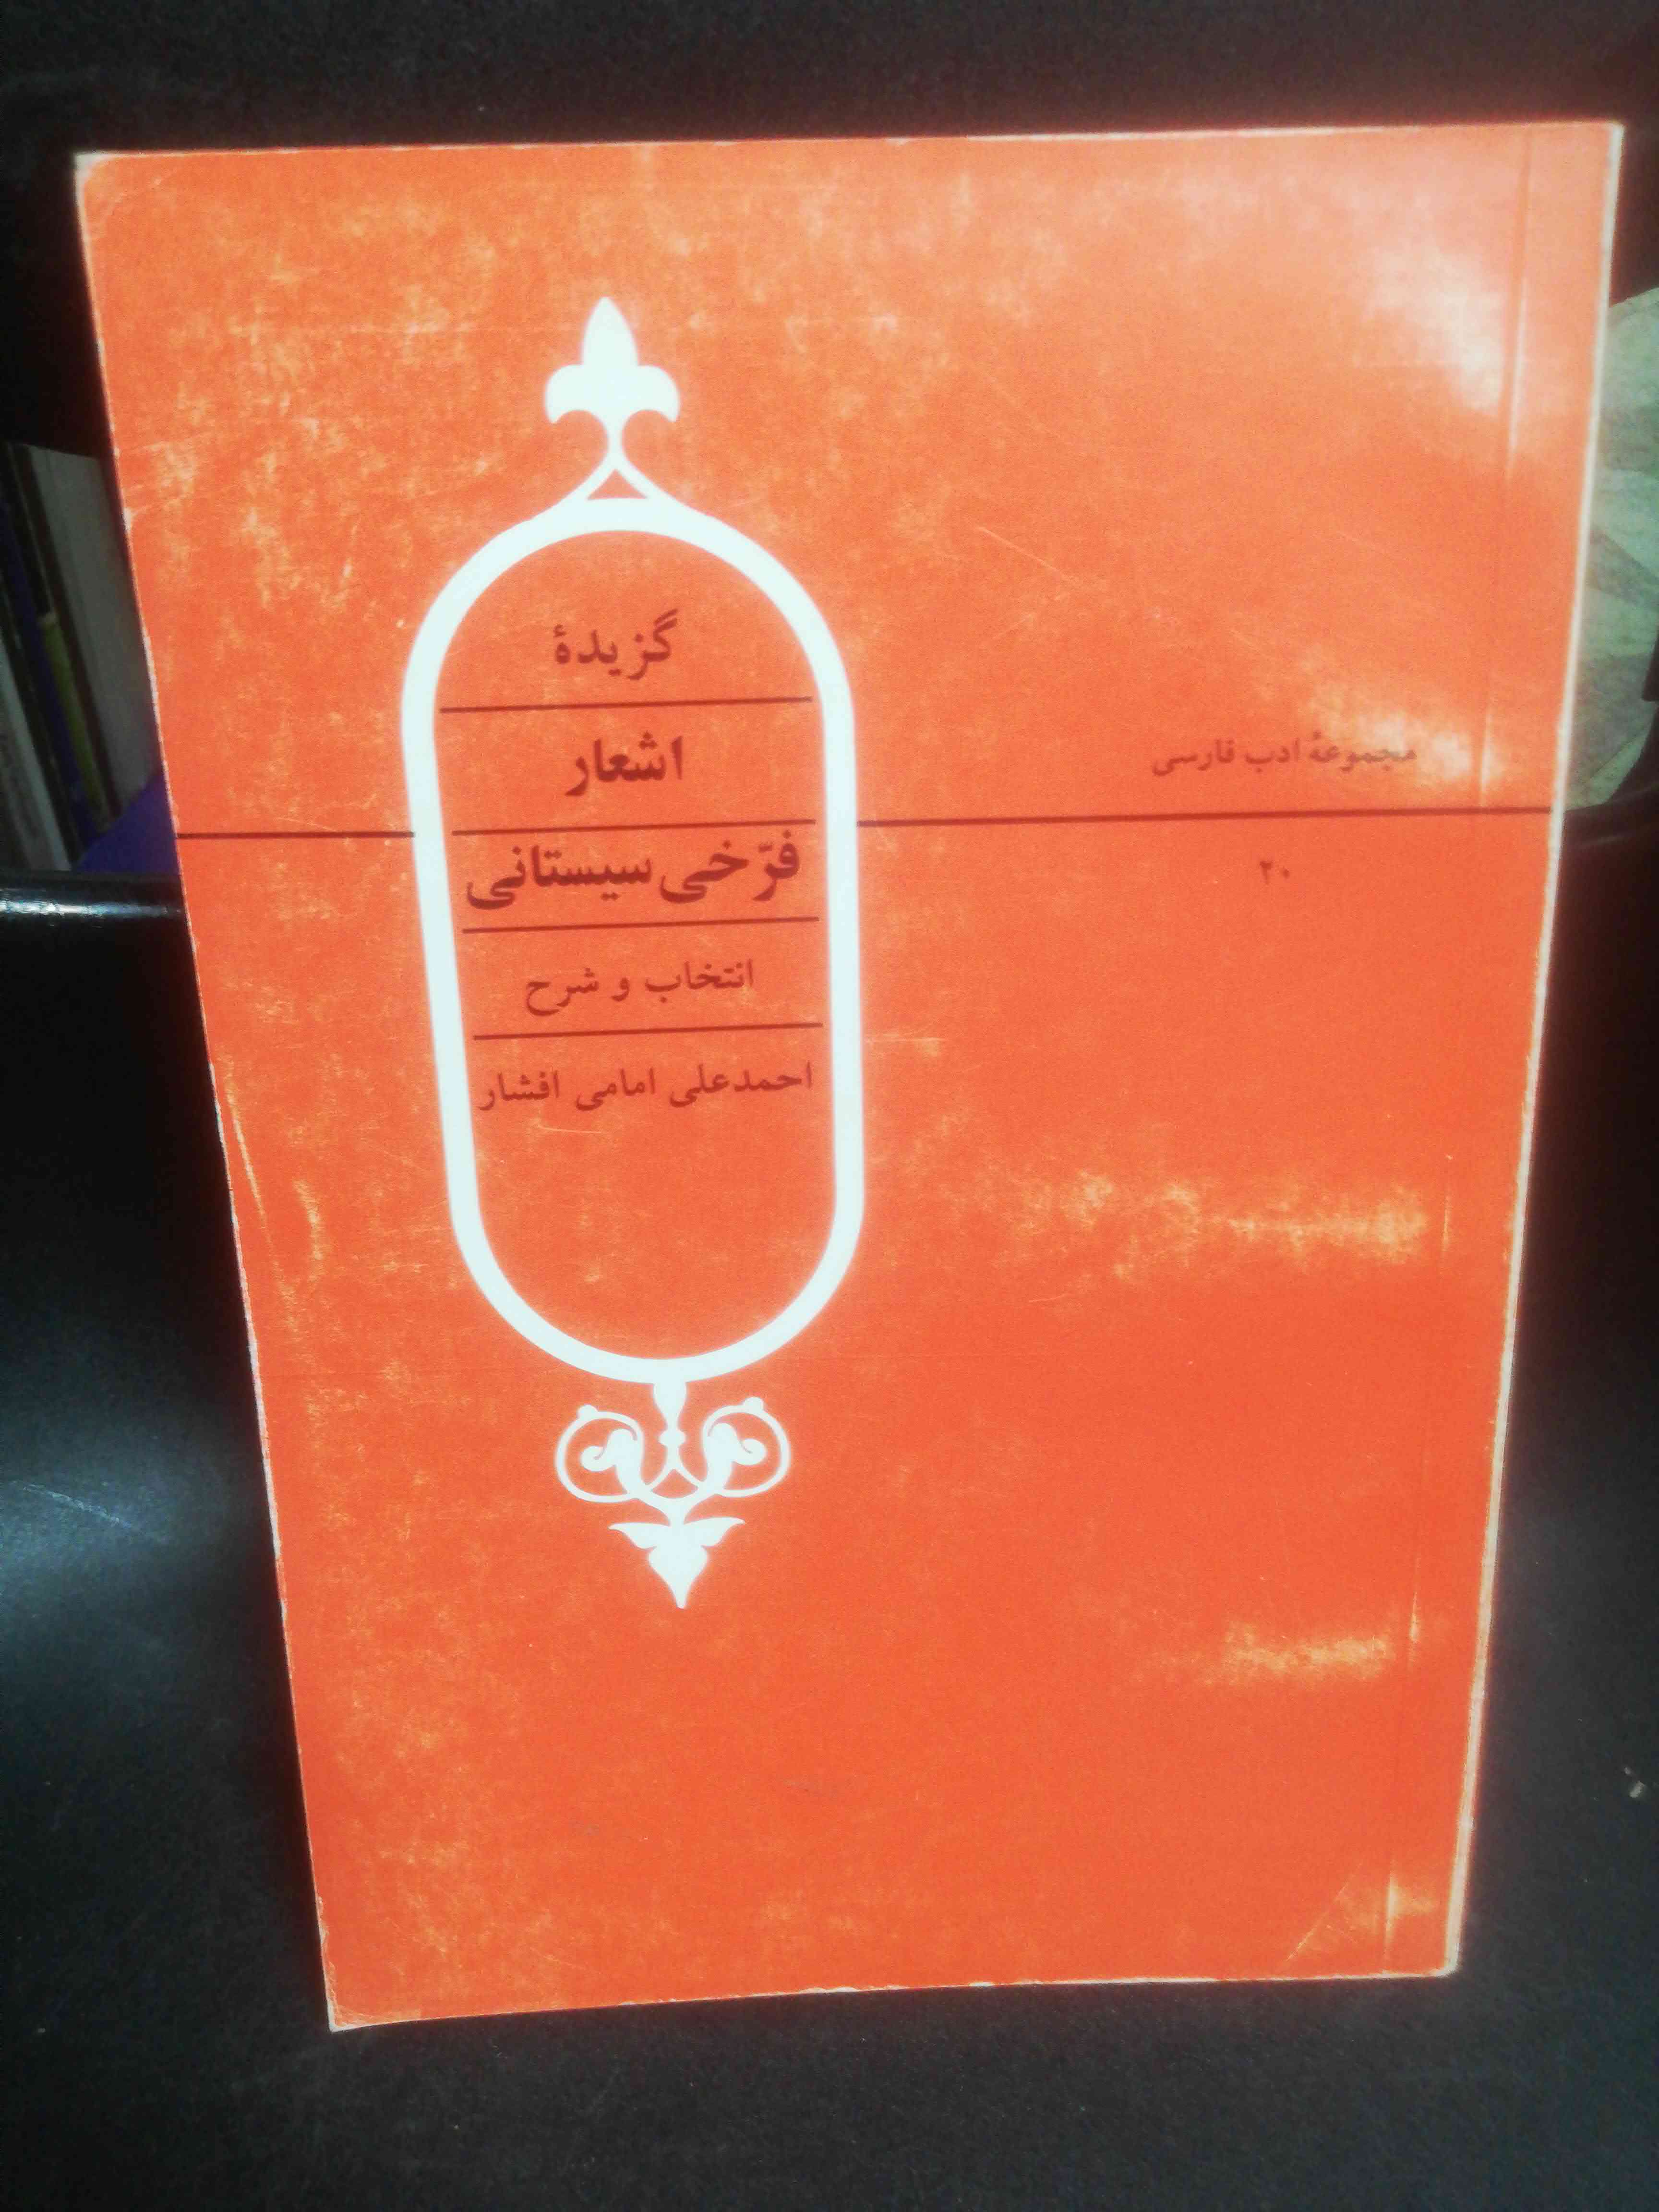 گزیدهٔ
اشعار
فرّخی سیستانی
انتخاب و شرح
احمدعلی امامی افشار
مجموعهٔ ادب فارسی
۲۰